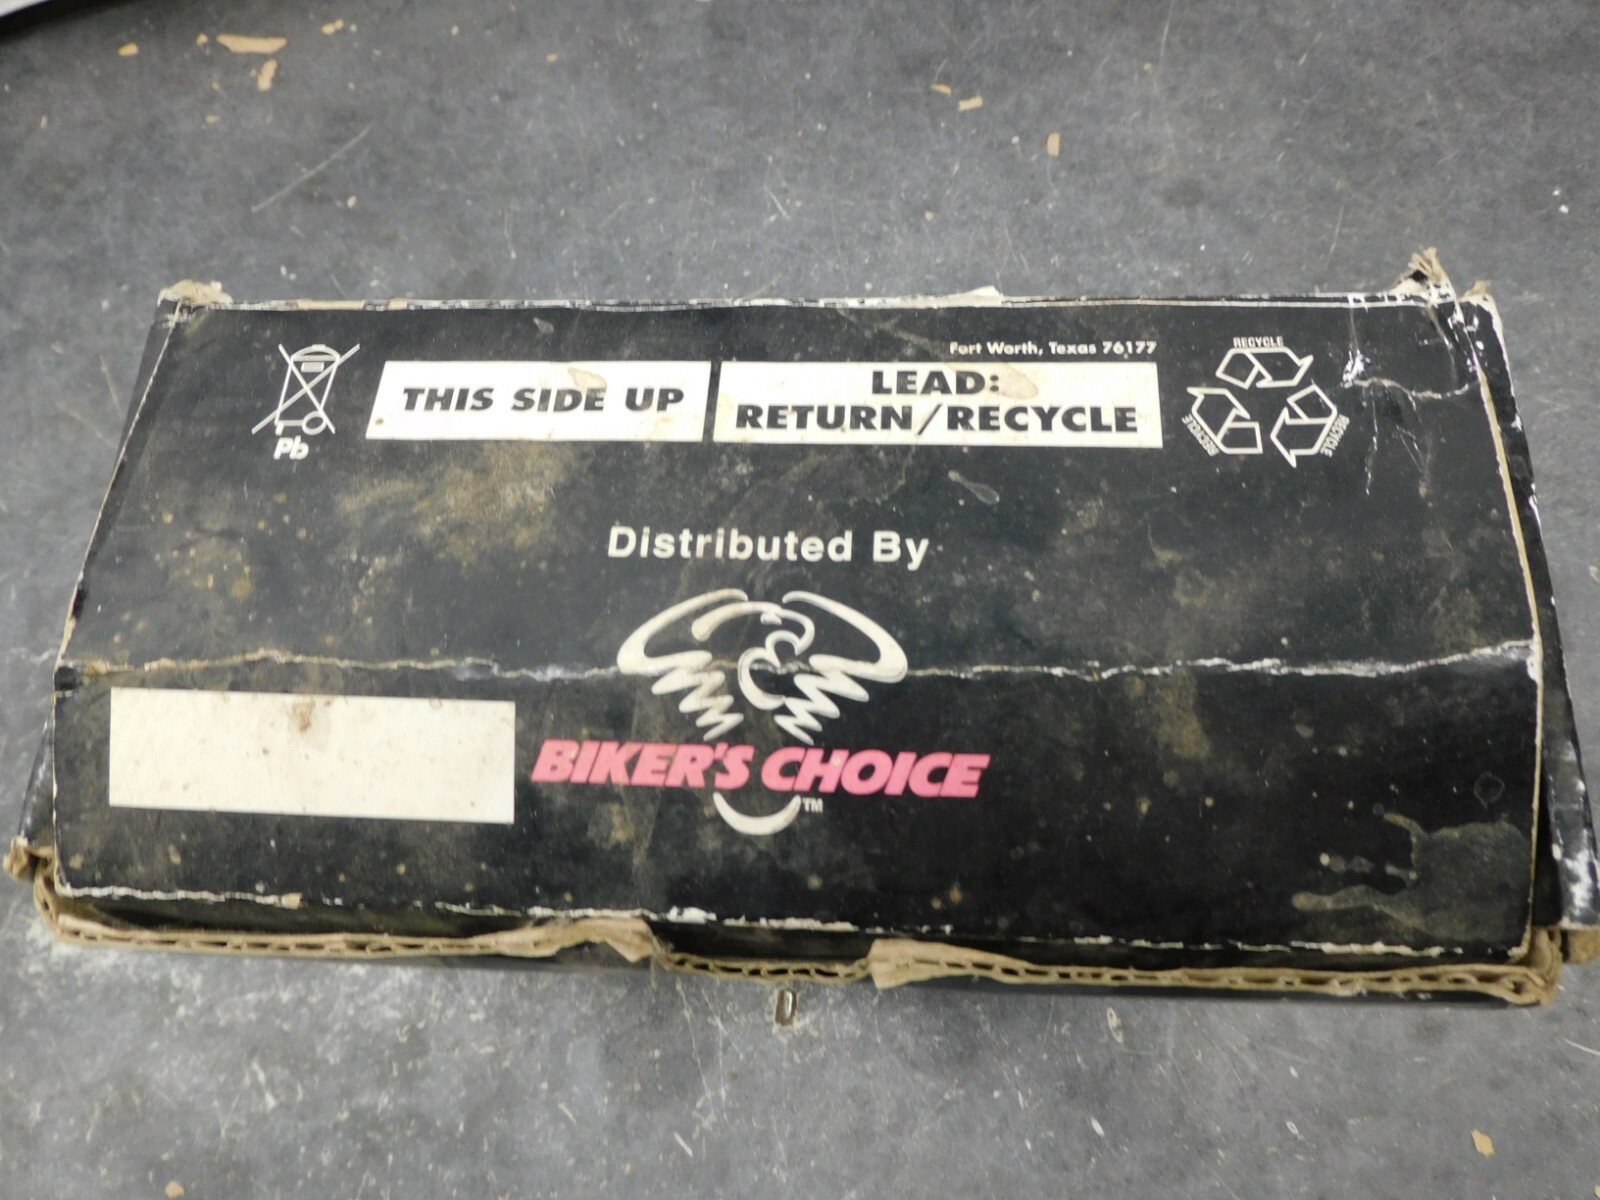 Fort Worth, Texas 76177
THIS SIDE UP
LEAD:
RETURN/RECYCLE
RECYCLE
RECYCLE
RECYCLE
Pb
Distributed By
BIKER'S CHOICE
TM